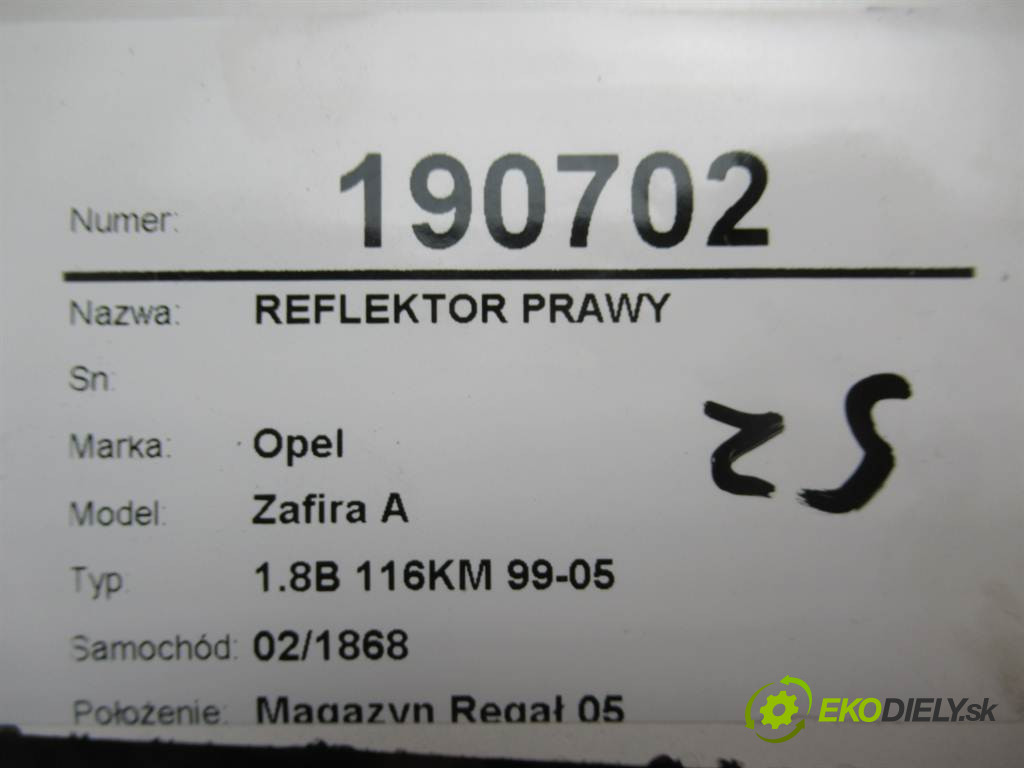 Numer: 190702
Nazwa: REFLEKTOR PRAWY
Sn:
Marka: Opel
Model: Zafira A
Typ: 1.8B 116KM 99-05
Samochód: 02/1868
Położenie: Magazyn Regał 05
EKODIELY.sk